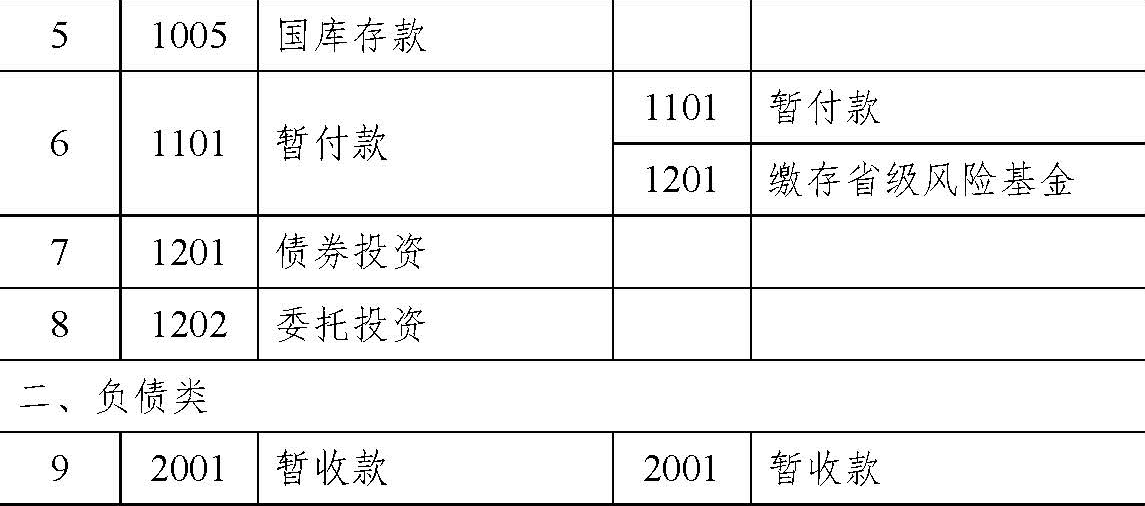 5 1005 国库存款
6 1101 暂付款 1101 暂付款
1201 缴存省级风险基金
7 1201 债券投资
8 1202 委托投资
二、负债类
9 2001 暂收款 2001 暂收款